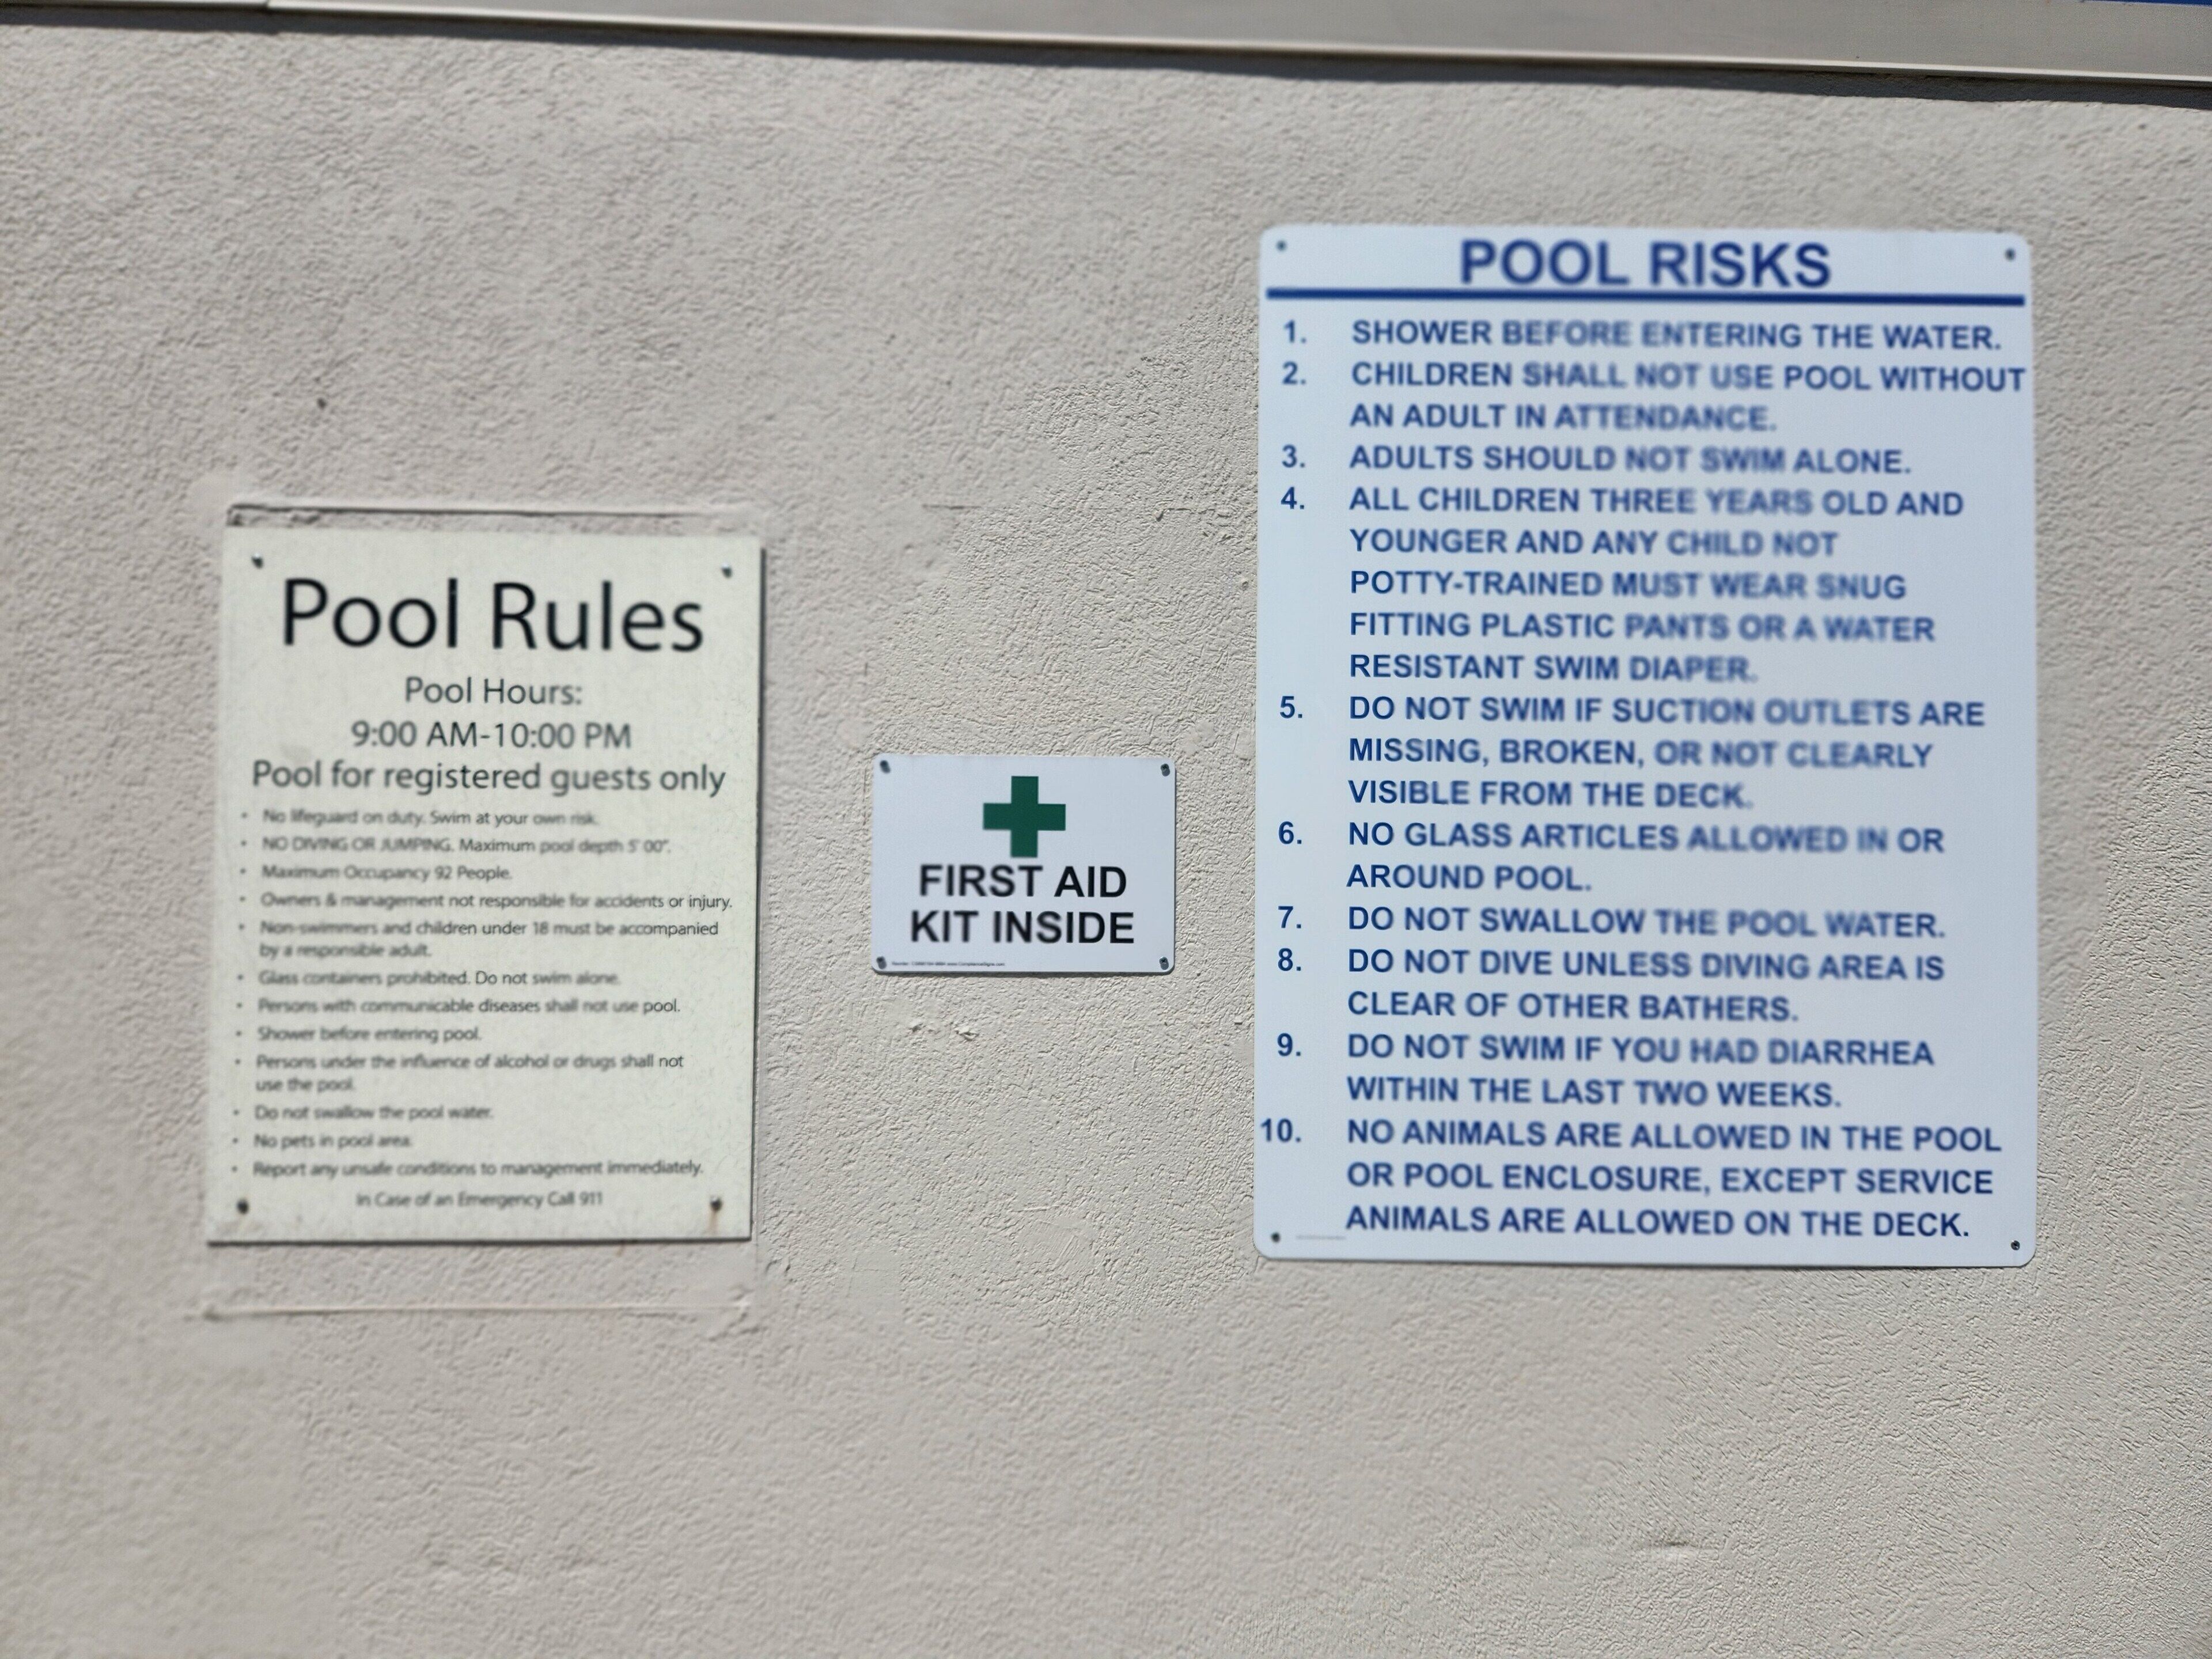 Pool Rules
Pool Hours:
9:00 AM-10:00 PM
Pool for registered guests only
• No lifeguard on duty. Swim at your own risk.
• NO DIVING OR JUMPING. Maximum pool depth 5' 00".
• Maximum Occupancy 92 People.
• Owners & management not responsible for accidents or injury.
• Non-swimmers and children under 18 must be accompanied
by a responsible adult.
• Glass containers prohibited. Do not swim alone.
• Persons with communicable diseases shall not use pool.
• Shower before entering pool.
• Persons under the influence of alcohol or drugs shall not
use the pool.
• Do not swallow the pool water.
• No pets in pool area.
• Report any unsafe conditions to management immediately.
In Case of an Emergency Call 911
FIRST AID
KIT INSIDE
POOL RISKS
1. SHOWER BEFORE ENTERING THE WATER.
2. CHILDREN SHALL NOT USE POOL WITHOUT
AN ADULT IN ATTENDANCE.
3. ADULTS SHOULD NOT SWIM ALONE.
4. ALL CHILDREN THREE YEARS OLD AND
YOUNGER AND ANY CHILD NOT
POTTY-TRAINED MUST WEAR SNUG
FITTING PLASTIC PANTS OR A WATER
RESISTANT SWIM DIAPER.
5. DO NOT SWIM IF SUCTION OUTLETS ARE
MISSING, BROKEN, OR NOT CLEARLY
VISIBLE FROM THE DECK.
6. NO GLASS ARTICLES ALLOWED IN OR
AROUND POOL.
7. DO NOT SWALLOW THE POOL WATER.
8. DO NOT DIVE UNLESS DIVING AREA IS
CLEAR OF OTHER BATHERS.
9. DO NOT SWIM IF YOU HAD DIARRHEA
WITHIN THE LAST TWO WEEKS.
10. NO ANIMALS ARE ALLOWED IN THE POOL
OR POOL ENCLOSURE, EXCEPT SERVICE
ANIMALS ARE ALLOWED ON THE DECK.